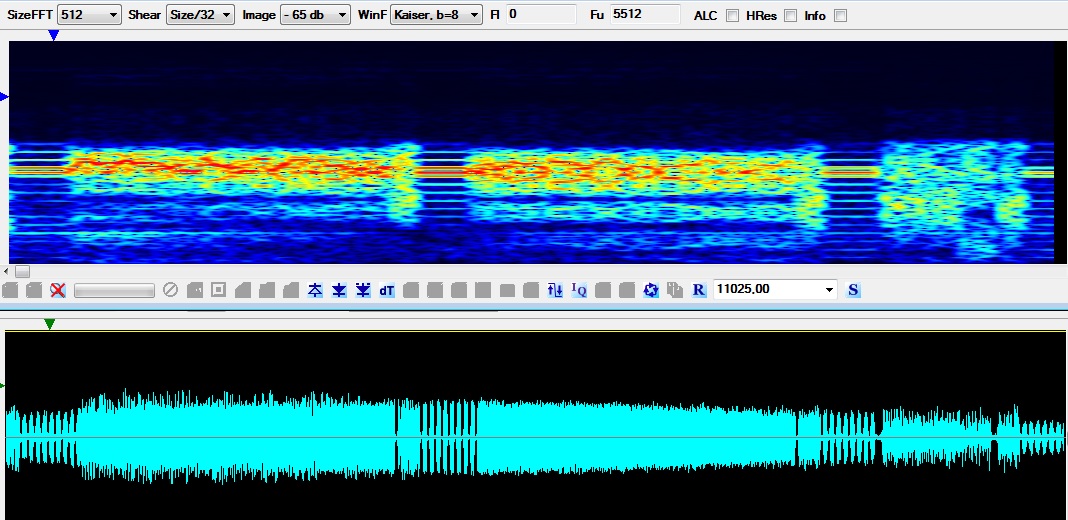 SizeFFT 512 Shear Size/32 Image - 65 db WinF Kaiser, b=8 Fl 0 Fu 5512 ALC HRes Info
dT I Q R 11025,00 S